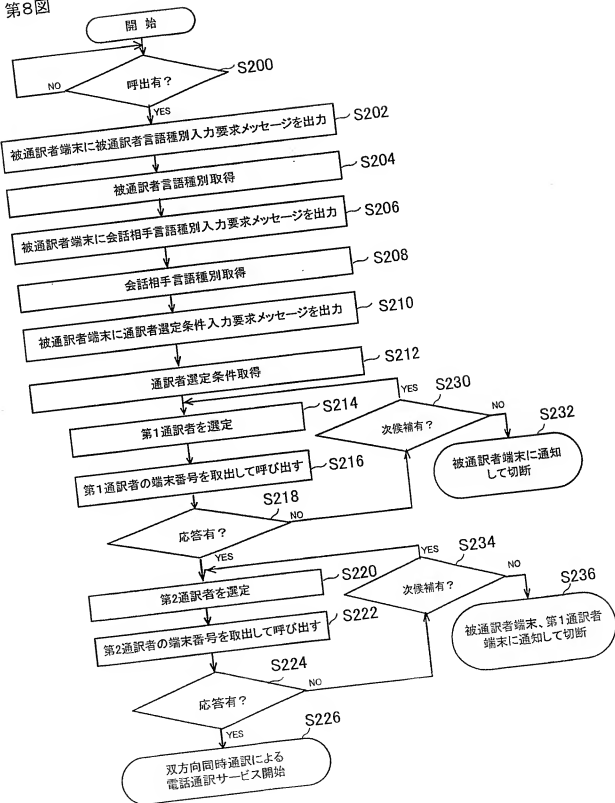 第8図
開始
呼出有?
S200
NO
YES
被通訳者端末に被通訳者言語種別入力要求メッセージを出力
S202
被通訳者言語種別取得
S204
被通訳者端末に会話相手言語種別入力要求メッセージを出力
S206
会話相手言語種別取得
S208
被通訳者端末に通訳者選定条件入力要求メッセージを出力
S210
通訳者選定条件取得
S212
第1通訳者を選定
S214
YES
S230
次候補有?
NO
S232
被通訳者端末に通知
して切断
第1通訳者の端末番号を取出して呼び出す
S216
応答有?
S218
NO
YES
第2通訳者を選定
S220
YES
S234
次候補有?
NO
S236
被通訳者端末、第1通訳者
端末に通知して切断
第2通訳者の端末番号を取出して呼び出す
S222
応答有?
S224
NO
YES
双方向同時通訳による
電話通訳サービス開始
S226